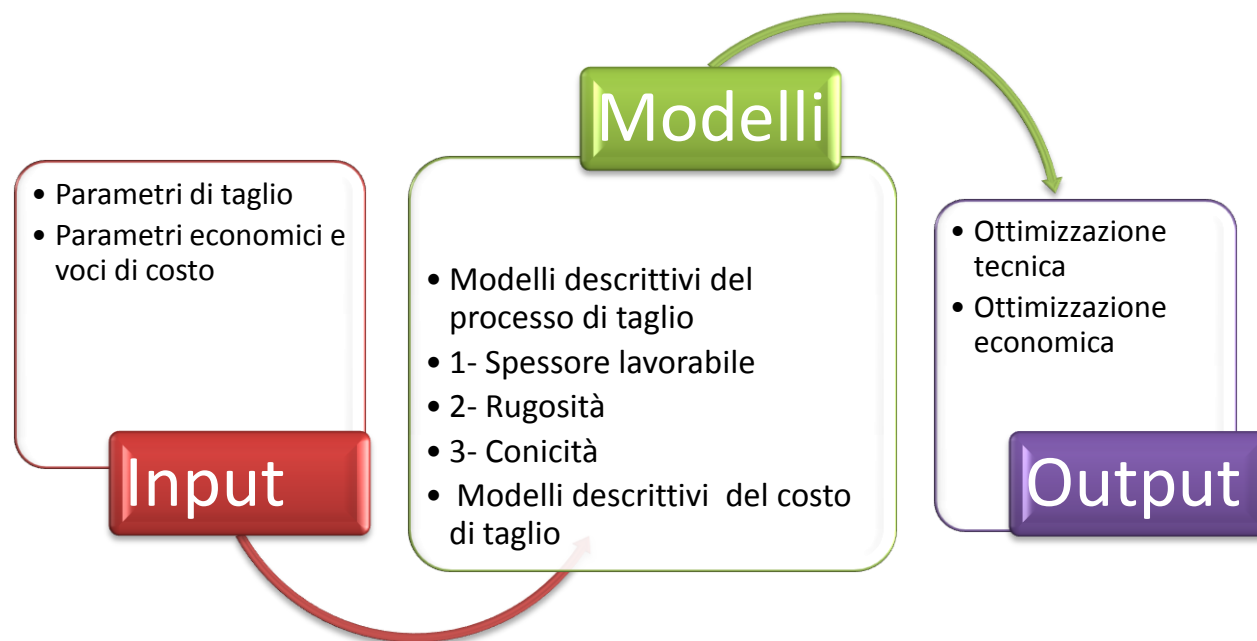 • Parametri di taglio
• Parametri economici e
voci di costo
Input
Modelli
• Modelli descrittivi del
processo di taglio
• 1- Spessore lavorabile
• 2- Rugosità
• 3- Conicità
• Modelli descrittivi del costo
di taglio
• Ottimizzazione
tecnica
• Ottimizzazione
economica
Output